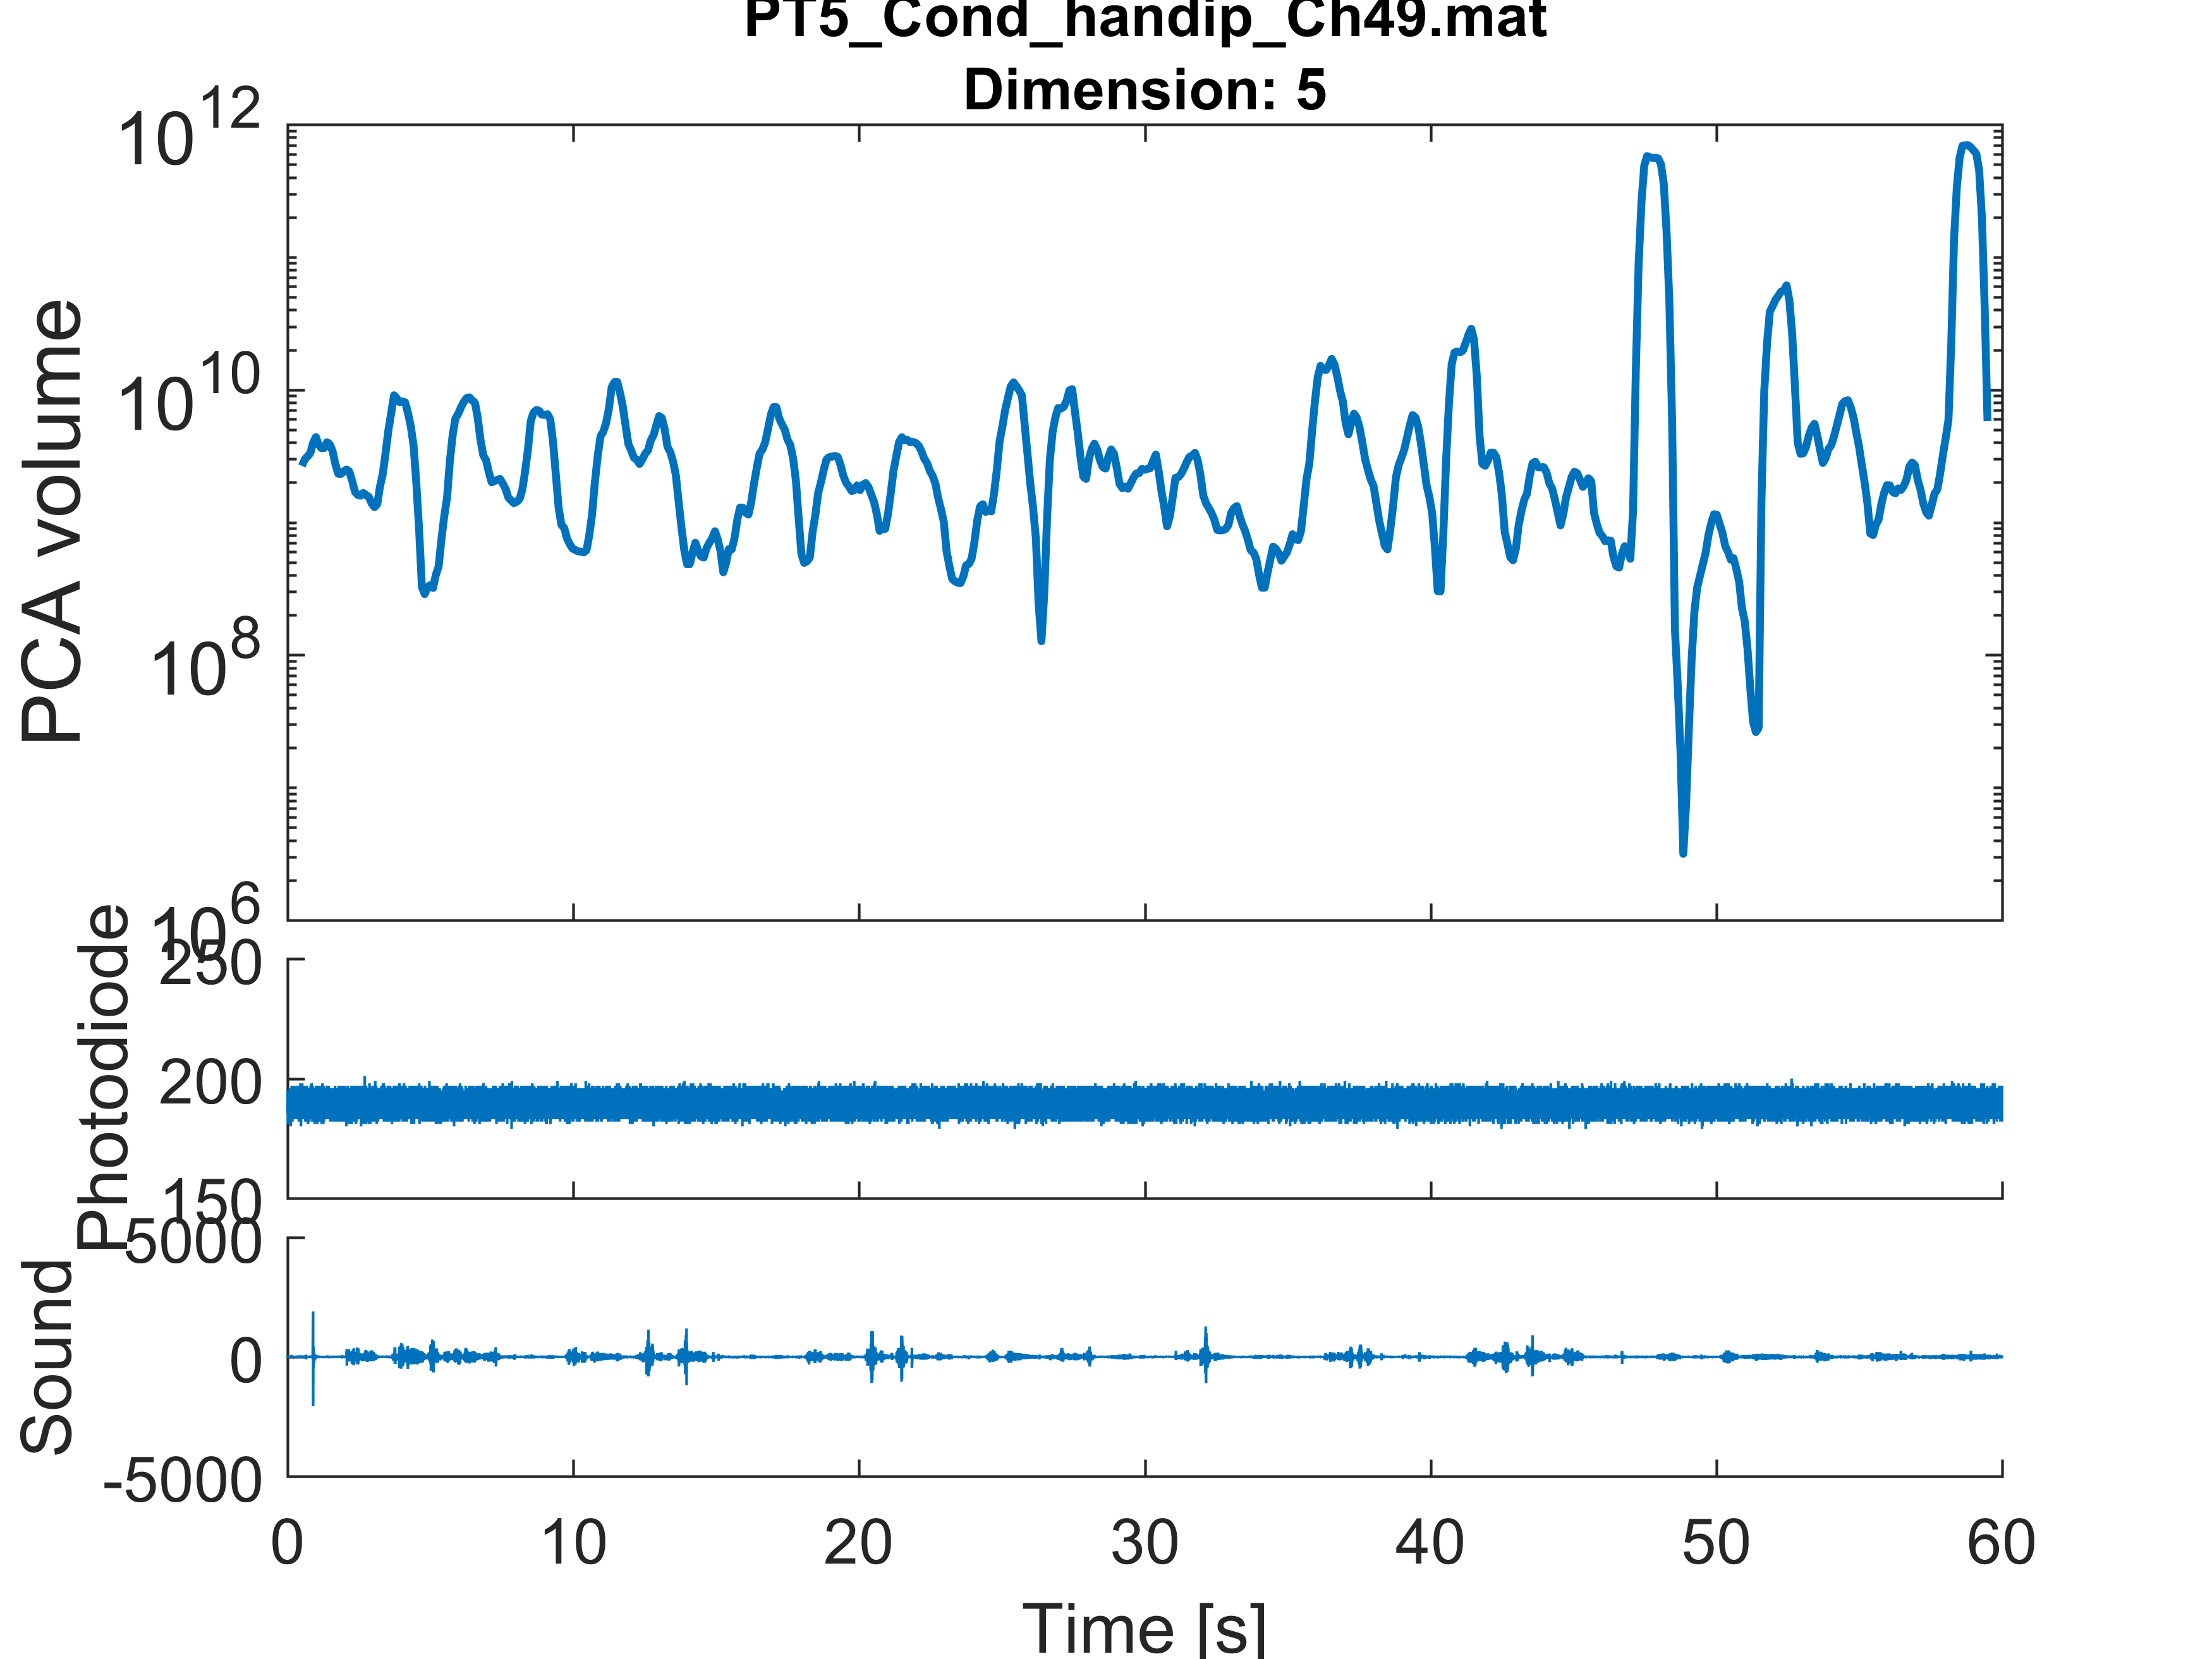 PT5_Cond_handip_Ch49.mat
Dimension: 5
10^12
10^10
10^8
10^6
PCA volume
250
200
150
Photodiode
5000
0
-5000
Sound
0 10 20 30 40 50 60
Time [s]